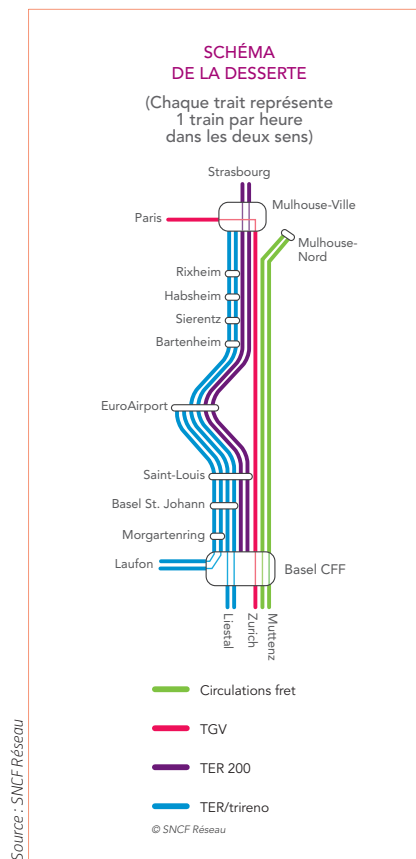 SCHÉMA
DE LA DESSERTE
(Chaque trait représente
1 train par heure
dans les deux sens)
Strasbourg
Mulhouse-Ville
Paris
Mulhouse-
Nord
Rixheim
Habsheim
Sierentz
Bartenheim
EuroAirport
Saint-Louis
Basel St. Johann
Morgartenring
Laufon
Basel CFF
Liestal
Zurich
Muttenz
Circulations fret
TGV
TER 200
TER/trireno
© SNCF Réseau
Source : SNCF Réseau